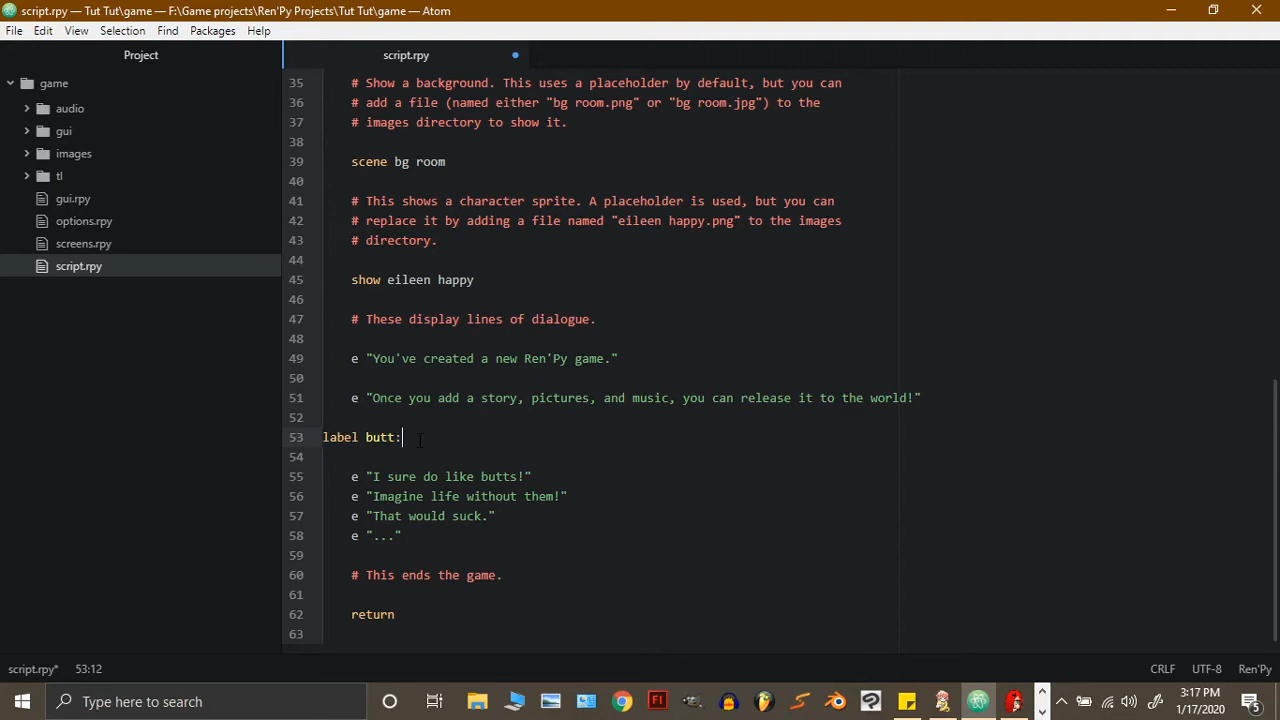 script.rpy — Tut Tut\game — F:\Game projects\Ren'Py Projects\Tut Tut\game — Atom
File Edit View Selection Find Packages Help
Project
script.rpy
game
audio
gui
images
tl
gui.rpy
options.rpy
screens.rpy
script.rpy
35 # Show a background. This uses a placeholder by default, but you can
36 # add a file (named either "bg room.png" or "bg room.jpg") to the
37 # images directory to show it.
38
39 scene bg room
40
41 # This shows a character sprite. A placeholder is used, but you can
42 # replace it by adding a file named "eileen happy.png" to the images
43 # directory.
44
45 show eileen happy
46
47 # These display lines of dialogue.
48
49 e "You've created a new Ren'Py game."
50
51 e "Once you add a story, pictures, and music, you can release it to the world!"
52
53 label butt:
54
55 e "I sure do like butts!"
56 e "Imagine life without them!"
57 e "That would suck."
58 e "..."
59
60 # This ends the game.
61
62 return
63
script.rpy* 53:12 CRLF UTF-8 Ren'Py
Type here to search
Fl
3:17 PM
1/17/2020
5